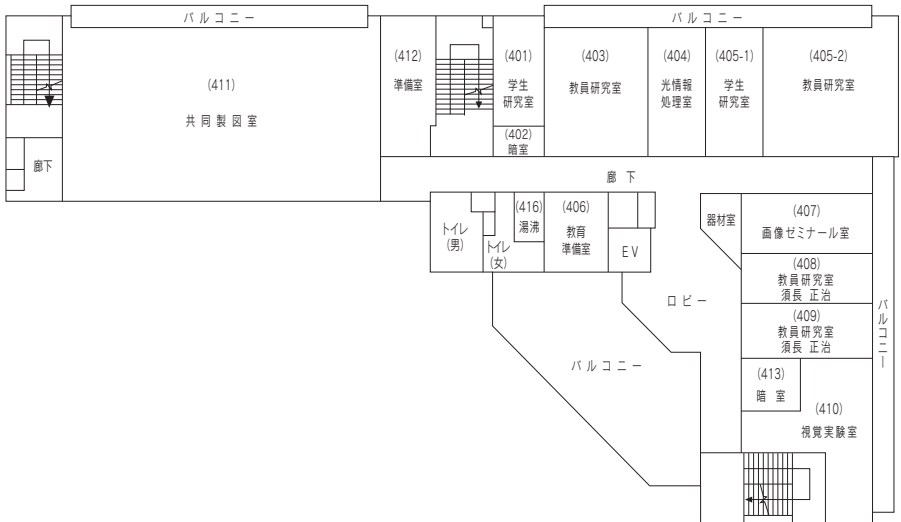 バルコニー
バルコニー
(411)
共同製図室
廊下
(412)
準備室
(401)
学生
研究室
(402)
暗室
(403)
教員研究室
(404)
光情報
処理室
(405-1)
学生
研究室
(405-2)
教員研究室
廊下
トイレ
(男)
トイレ
(女)
(416)
湯沸
(406)
教育
準備室
EV
器材室
(407)
画像ゼミナール室
(408)
教員研究室
須長 正治
(409)
教員研究室
須長 正治
ロビー
バルコニー
バルコニー
(413)
暗室
(410)
視覚実験室